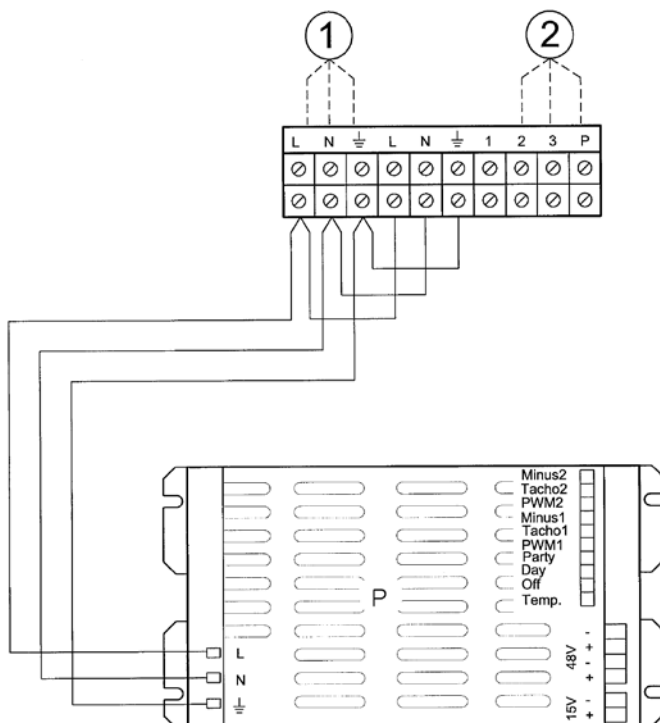 1 2
L N ⏚ L N ⏚ 1 2 3 P
Minus2
Tacho2
PWM2
Minus1
Tacho1
PWM1
Party
Day
Off
Temp.
P
L
N
⏚
48V
+ - + -
15V
+ -